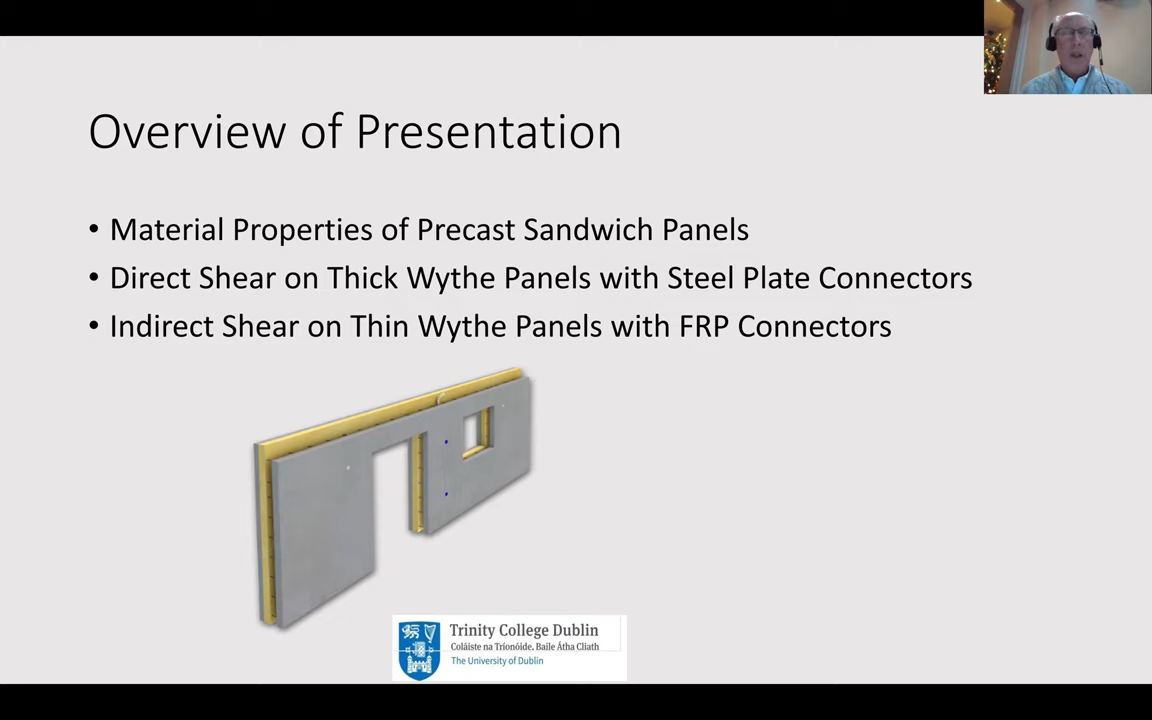 Overview of Presentation
• Material Properties of Precast Sandwich Panels
• Direct Shear on Thick Wythe Panels with Steel Plate Connectors
• Indirect Shear on Thin Wythe Panels with FRP Connectors
Trinity College Dublin
Coláiste na Tríonóide, Baile Átha Cliath
The University of Dublin